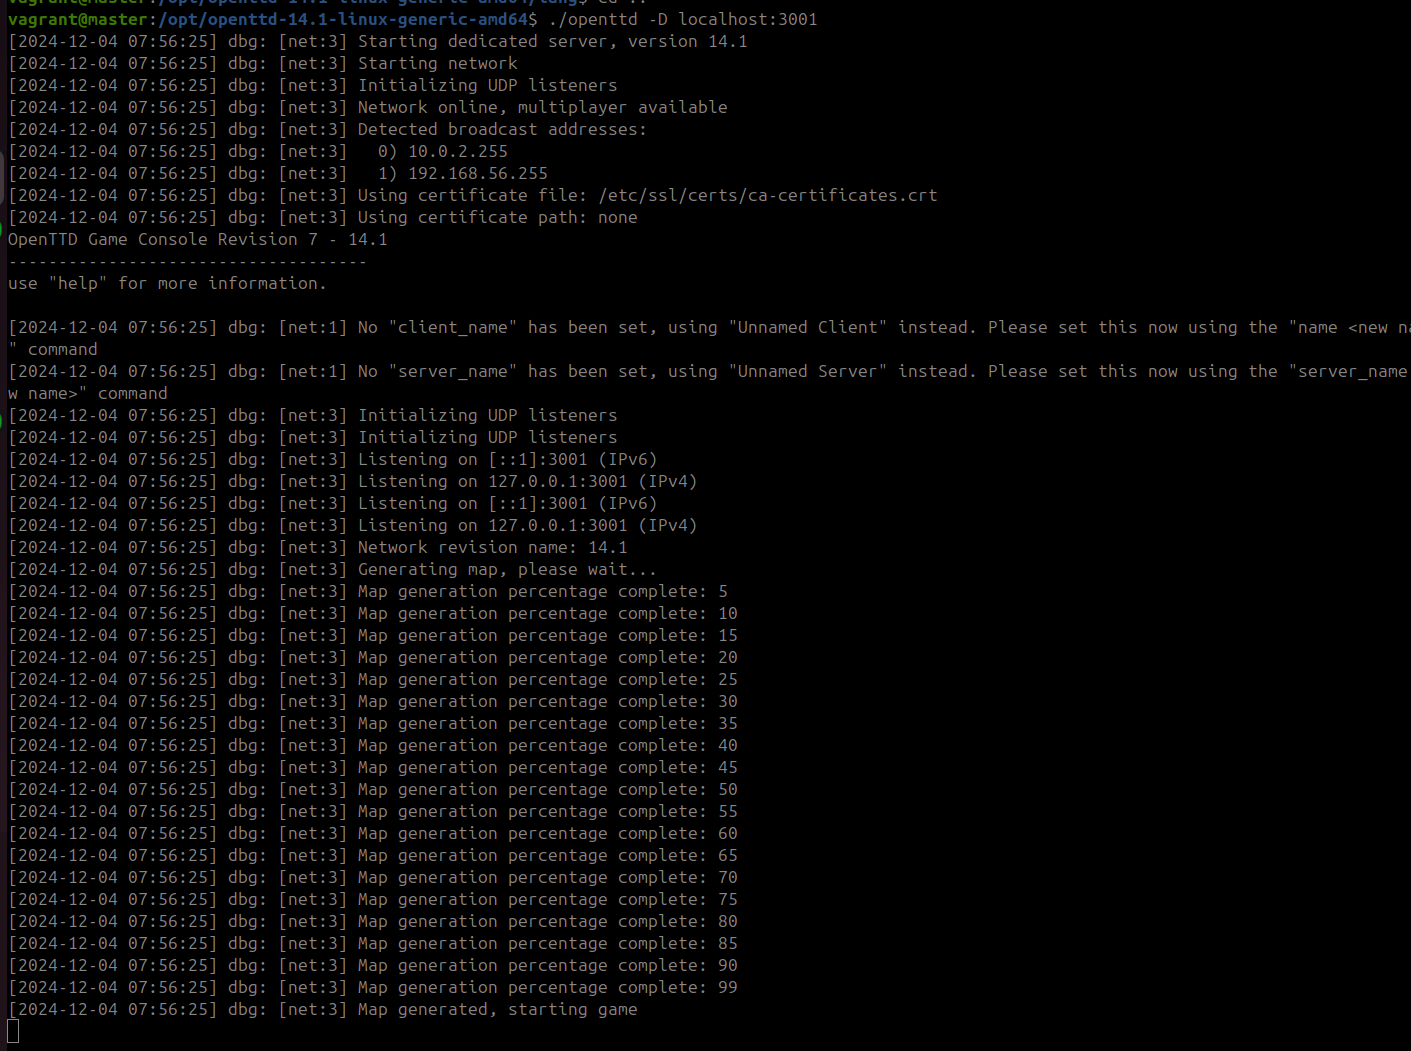 vagrant@master:/opt/openttd-14.1-linux-generic-amd64/lang$ cd ..
vagrant@master:/opt/openttd-14.1-linux-generic-amd64$ ./openttd -D localhost:3001
[2024-12-04 07:56:25] dbg: [net:3] Starting dedicated server, version 14.1
[2024-12-04 07:56:25] dbg: [net:3] Starting network
[2024-12-04 07:56:25] dbg: [net:3] Initializing UDP listeners
[2024-12-04 07:56:25] dbg: [net:3] Network online, multiplayer available
[2024-12-04 07:56:25] dbg: [net:3] Detected broadcast addresses:
[2024-12-04 07:56:25] dbg: [net:3]   0) 10.0.2.255
[2024-12-04 07:56:25] dbg: [net:3]   1) 192.168.56.255
[2024-12-04 07:56:25] dbg: [net:3] Using certificate file: /etc/ssl/certs/ca-certificates.crt
[2024-12-04 07:56:25] dbg: [net:3] Using certificate path: none
OpenTTD Game Console Revision 7 - 14.1
------------------------------------
use "help" for more information.
[2024-12-04 07:56:25] dbg: [net:1] No "client_name" has been set, using "Unnamed Client" instead. Please set this now using the "name <new na
" command
[2024-12-04 07:56:25] dbg: [net:1] No "server_name" has been set, using "Unnamed Server" instead. Please set this now using the "server_name
w name>" command
[2024-12-04 07:56:25] dbg: [net:3] Initializing UDP listeners
[2024-12-04 07:56:25] dbg: [net:3] Initializing UDP listeners
[2024-12-04 07:56:25] dbg: [net:3] Listening on [::1]:3001 (IPv6)
[2024-12-04 07:56:25] dbg: [net:3] Listening on 127.0.0.1:3001 (IPv4)
[2024-12-04 07:56:25] dbg: [net:3] Listening on [::1]:3001 (IPv6)
[2024-12-04 07:56:25] dbg: [net:3] Listening on 127.0.0.1:3001 (IPv4)
[2024-12-04 07:56:25] dbg: [net:3] Network revision name: 14.1
[2024-12-04 07:56:25] dbg: [net:3] Generating map, please wait...
[2024-12-04 07:56:25] dbg: [net:3] Map generation percentage complete: 5
[2024-12-04 07:56:25] dbg: [net:3] Map generation percentage complete: 10
[2024-12-04 07:56:25] dbg: [net:3] Map generation percentage complete: 15
[2024-12-04 07:56:25] dbg: [net:3] Map generation percentage complete: 20
[2024-12-04 07:56:25] dbg: [net:3] Map generation percentage complete: 25
[2024-12-04 07:56:25] dbg: [net:3] Map generation percentage complete: 30
[2024-12-04 07:56:25] dbg: [net:3] Map generation percentage complete: 35
[2024-12-04 07:56:25] dbg: [net:3] Map generation percentage complete: 40
[2024-12-04 07:56:25] dbg: [net:3] Map generation percentage complete: 45
[2024-12-04 07:56:25] dbg: [net:3] Map generation percentage complete: 50
[2024-12-04 07:56:25] dbg: [net:3] Map generation percentage complete: 55
[2024-12-04 07:56:25] dbg: [net:3] Map generation percentage complete: 60
[2024-12-04 07:56:25] dbg: [net:3] Map generation percentage complete: 65
[2024-12-04 07:56:25] dbg: [net:3] Map generation percentage complete: 70
[2024-12-04 07:56:25] dbg: [net:3] Map generation percentage complete: 75
[2024-12-04 07:56:25] dbg: [net:3] Map generation percentage complete: 80
[2024-12-04 07:56:25] dbg: [net:3] Map generation percentage complete: 85
[2024-12-04 07:56:25] dbg: [net:3] Map generation percentage complete: 90
[2024-12-04 07:56:25] dbg: [net:3] Map generation percentage complete: 99
[2024-12-04 07:56:25] dbg: [net:3] Map generated, starting game